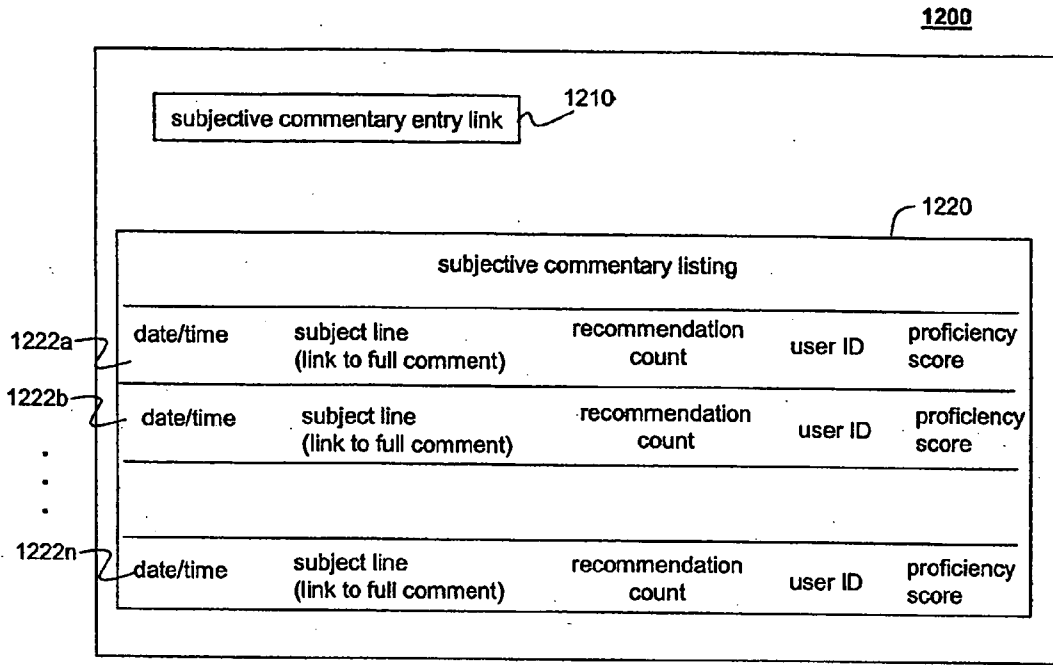 1200
subjective commentary entry link
1210
1220
subjective commentary listing
1222a
date/time
subject line
(link to full comment)
recommendation
count
user ID
proficiency
score
1222b
date/time
subject line
(link to full comment)
recommendation
count
user ID
proficiency
score
1222n
date/time
subject line
(link to full comment)
recommendation
count
user ID
proficiency
score